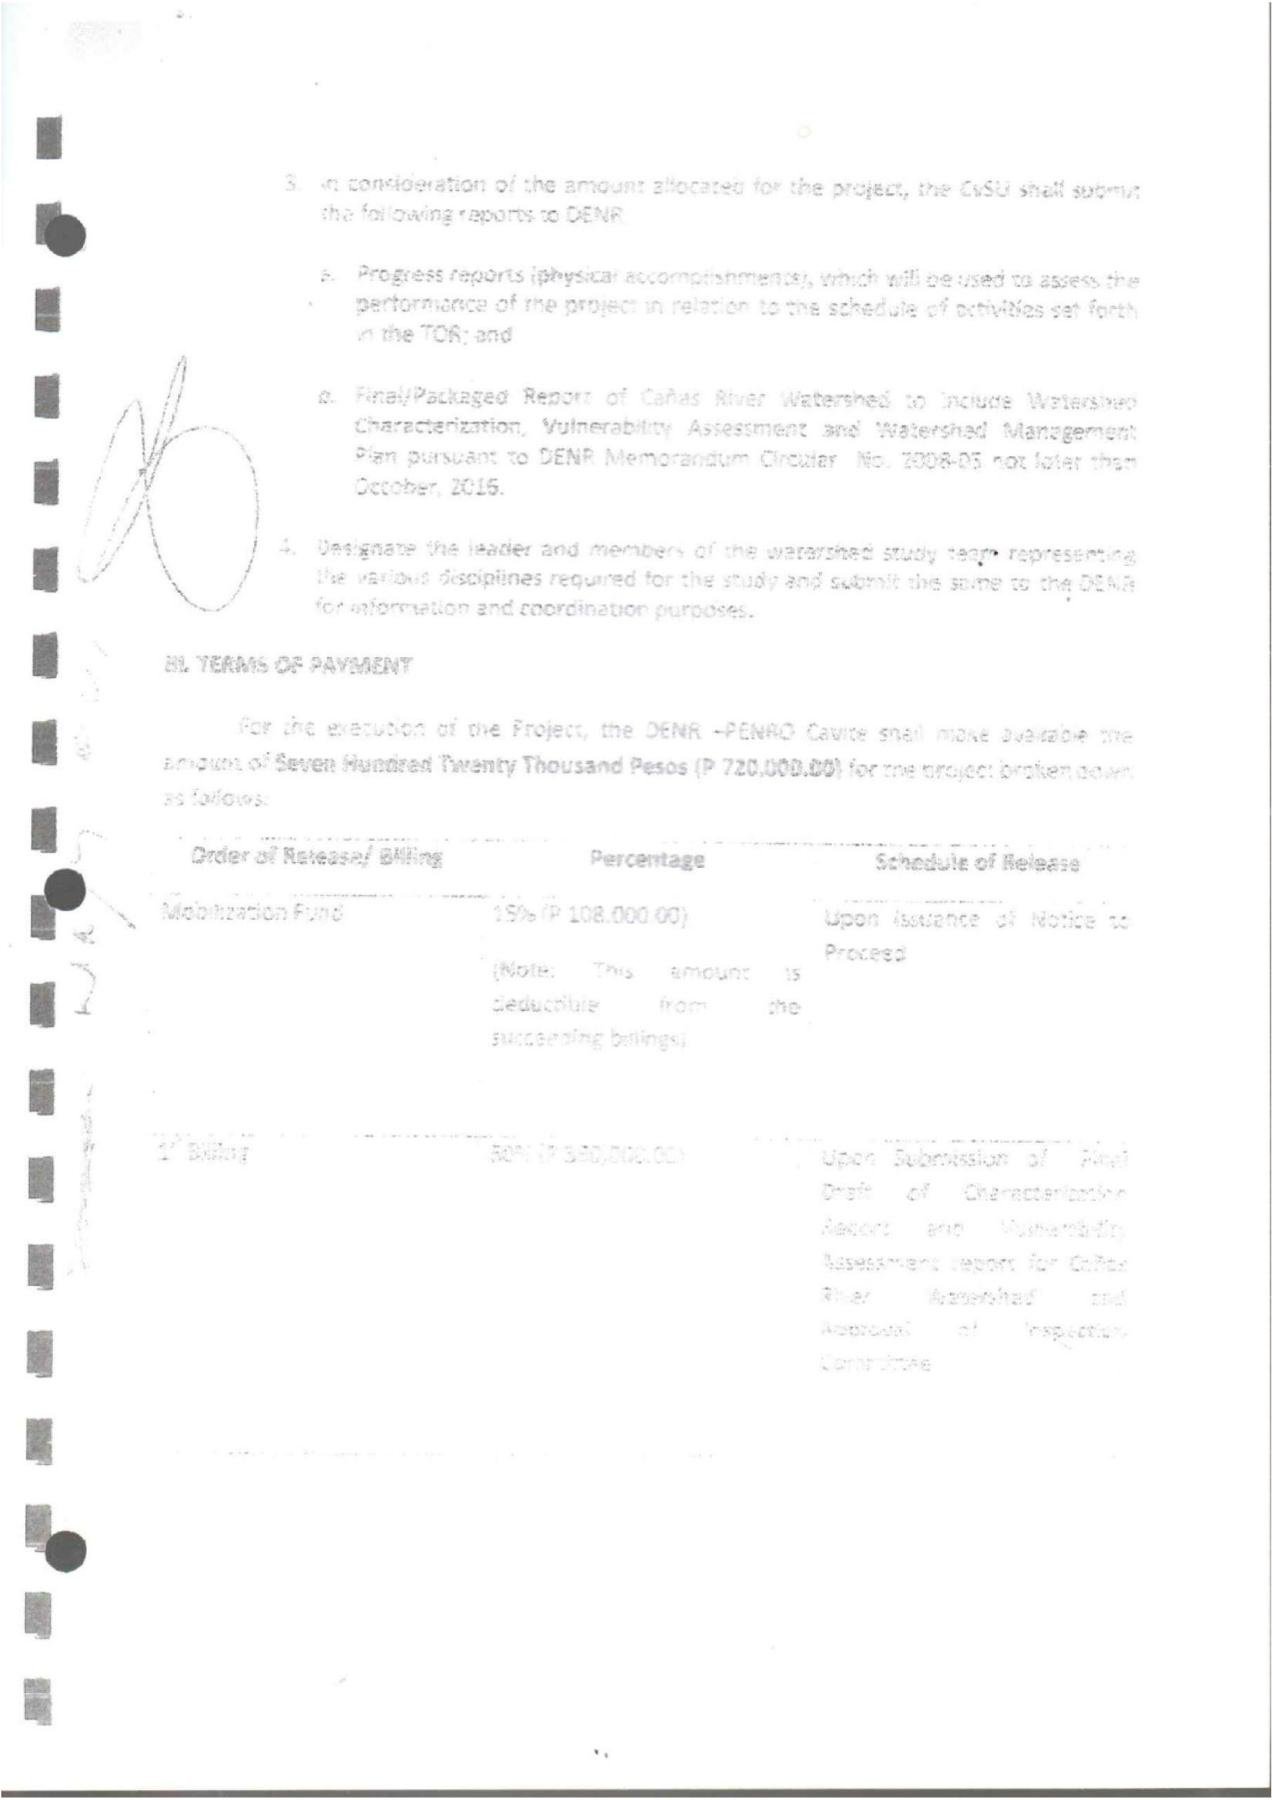 3. In consideration of the amount allocated for the project, the CvSU shall submit
the following reports to DENR
a. Progress reports (physical accomplishments), which will be used to assess the
performance of the project in relation to the schedule of activities set forth
in the TOR; and
Final/Packaged Report of Cañas River Watershed to include Watershed
Characterization, Vulnerability Assessment and Watershed Management
Plan pursuant to DENR Memorandum Circular No. 2008-05 not later than
October, 2016.
4. Designate the leader and members of the watershed study team representing
the various disciplines required for the study and submit the same to the DENR
for information and coordination purposes.
III. TERMS OF PAYMENT
For the execution of the Project, the DENR –PENRO Cavite shall make available the
amount of Seven Hundred Twenty Thousand Pesos (P 720,000.00) for the project broken down
as follows:
Order of Release/ Billing Percentage Schedule of Release
Mobilization Fund 15% (P 108,000.00) Upon Issuance of Notice to
Proceed
(Note: This amount is
deductible from the
succeeding billings)
1st Billing 50% (P 360,000.00) Upon Submission of Final
Draft of Characterization
Report and Vulnerability
Assessment report for Cañas
River Watershed and
Approval of Inspection
Committee